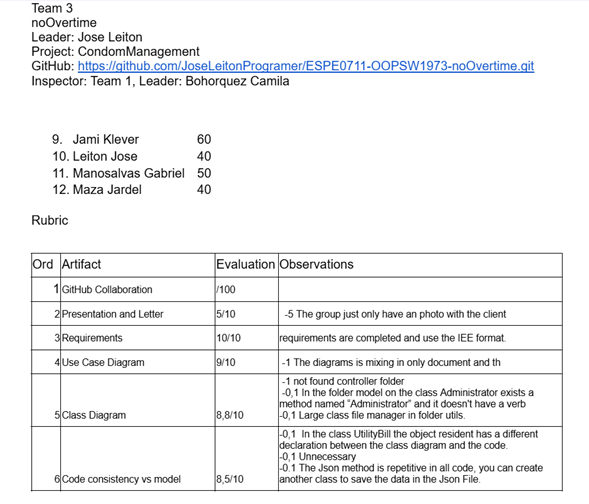 Team 3
noOvertime
Leader: Jose Leiton
Project: CondomManagement
GitHub: https://github.com/JoseLeitonProgramer/ESPE0711-OOPSW1973-noOvertime.git
Inspector: Team 1, Leader: Bohorquez Camila
9. Jami Klever 60
10. Leiton Jose 40
11. Manosalvas Gabriel 50
12. Maza Jardel 40
Rubric
Ord Artifact Evaluation Observations
1 GitHub Collaboration /100
2 Presentation and Letter 5/10 -5 The group just only have an photo with the client
3 Requirements 10/10 requirements are completed and use the IEE format.
4 Use Case Diagram 9/10 -1 The diagrams is mixing in only document and th
-1 not found controller folder
-0,1 In the folder model on the class Administrator exists a
method named "Administrator" and it doesn't have a verb
5 Class Diagram 8,8/10 -0,1 Large class file manager in folder utils.
-0,1 In the class UtilityBill the object resident has a different
declaration between the class diagram and the code.
-0,1 Unnecessary
-0.1 The Json method is repetitive in all code, you can create
6 Code consistency vs model 8,5/10 another class to save the data in the Json File.